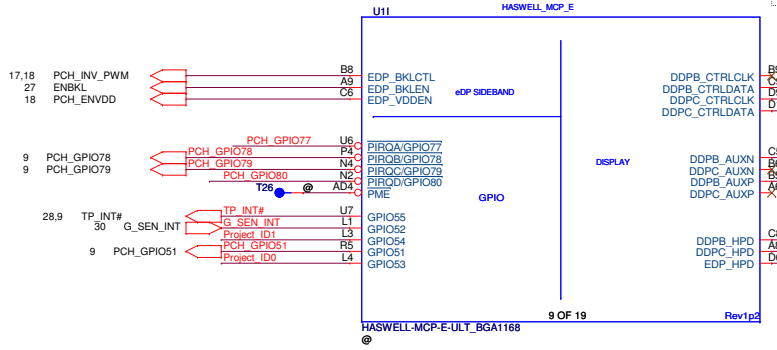 HASWELL_MCP_E
U1I
17,18 PCH_INV_PWM B8 EDP_BKLCTL
27 ENBKL A9 EDP_BKLEN
18 PCH_ENVDD C6 EDP_VDDEN
eDP SIDEBAND
DDPB_CTRLCLK
DDPB_CTRLDATA
DDPC_CTRLCLK
DDPC_CTRLDATA
PCH_GPIO77 U6 PIRQA/GPIO77
9 PCH_GPIO78 PCH_GPIO78 P4 PIRQB/GPIO78
9 PCH_GPIO79 PCH_GPIO79 N4 PIRQC/GPIO79
PCH_GPIO80 N2 PIRQD/GPIO80
T26 @ AD4 PME
DISPLAY
GPIO
DDPB_AUXN
DDPC_AUXN
DDPB_AUXP
DDPC_AUXP
28,9 TP_INT# TP_INT# U7 GPIO55
30 G_SEN_INT G_SEN_INT L1 GPIO52
Project_ID1 L3 GPIO54
9 PCH_GPIO51 PCH_GPIO51 R5 GPIO51
Project_ID0 L4 GPIO53
DDPB_HPD
DDPC_HPD
EDP_HPD
9 OF 19
Rev1p2
HASWELL-MCP-E-ULT_BGA1168
@